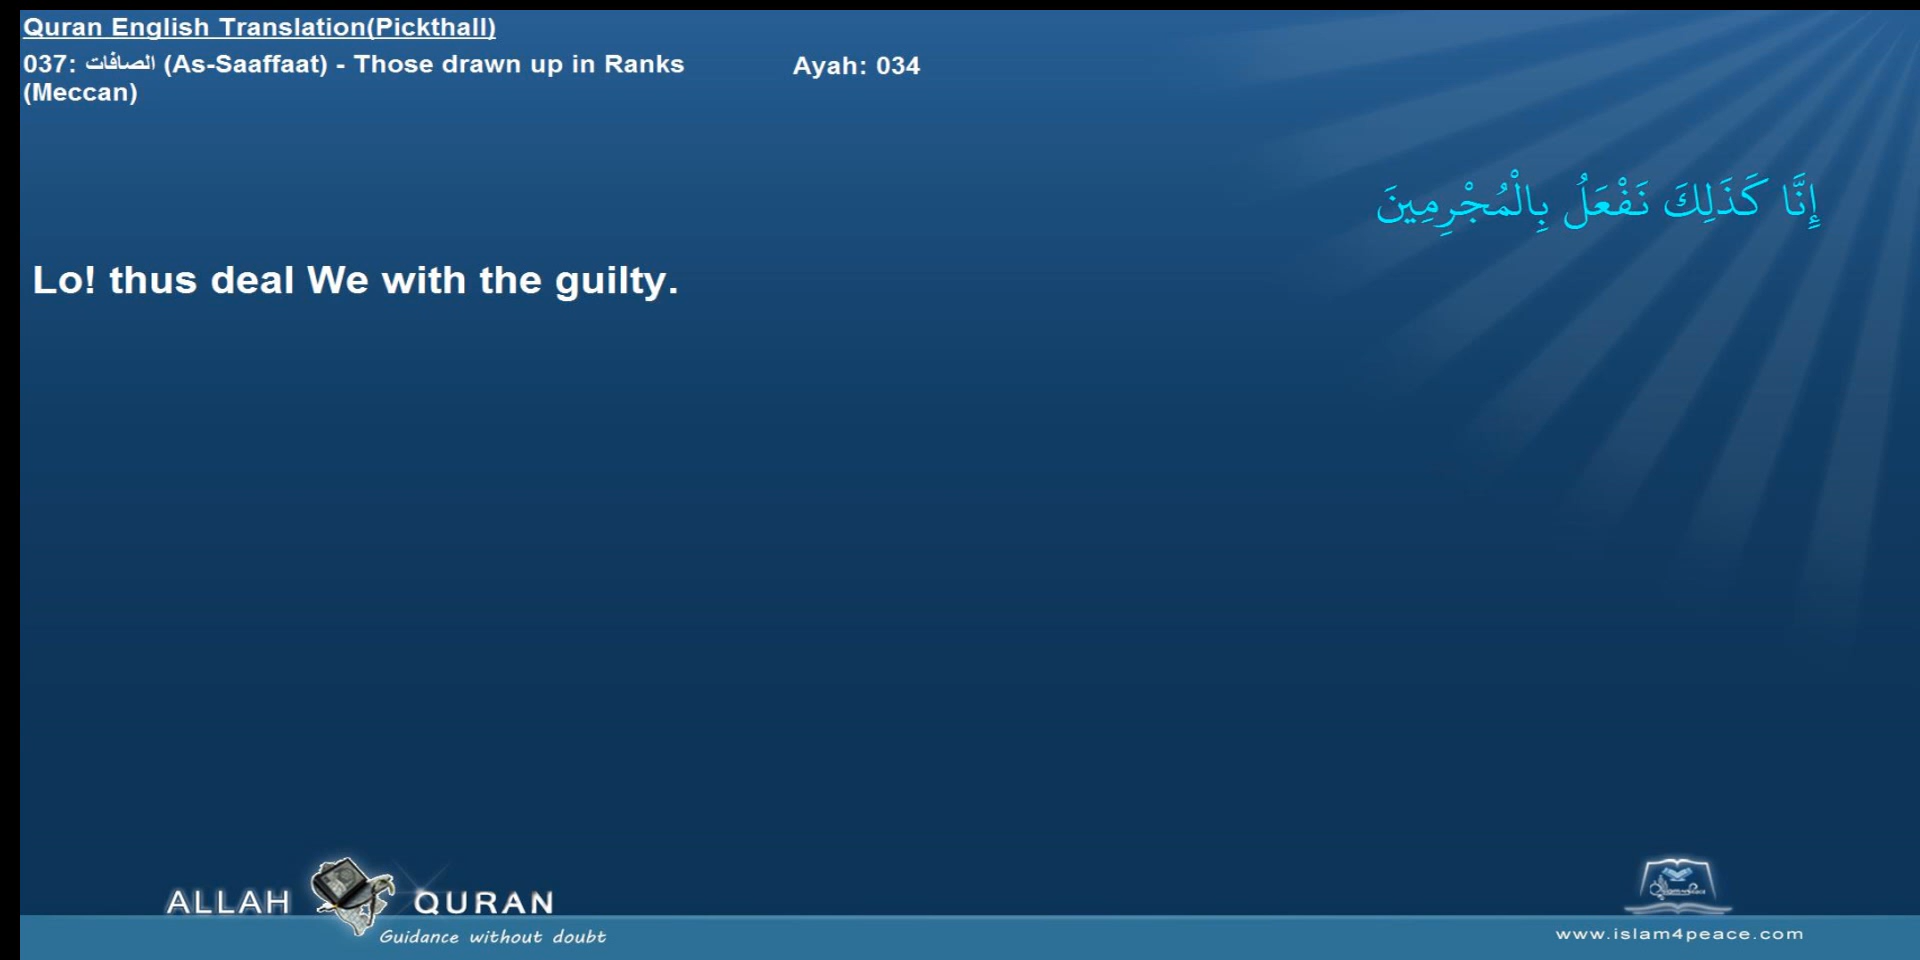 Quran English Translation(Pickthall)
037: الصافات (As-Saaffaat) - Those drawn up in Ranks
(Meccan)
Ayah: 034
إِنَّا كَذَلِكَ نَفْعَلُ بِالْمُجْرِمِينَ
Lo! thus deal We with the guilty.
ALLAH QURAN
Guidance without doubt
www.islam4peace.com